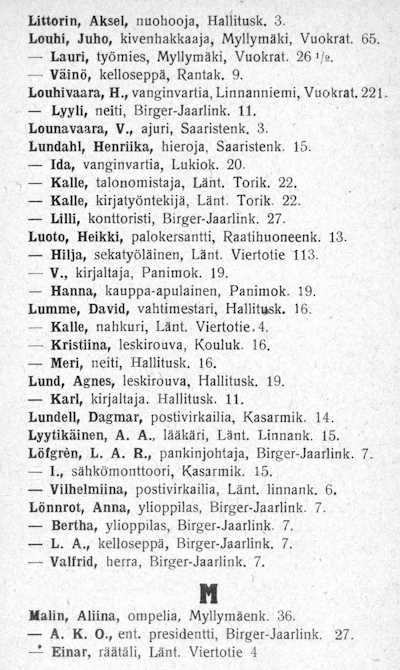 Littorin, Aksel, nuohooja, Hallitusk. 3.
Louhi, Juho, kivenhakkaaja, Myllymäki, Vuokrat. 65.
— Lauri, työmies, Myllymäki, Vuokrat. 26 1/2.
— Väinö, kelloseppä, Rantak. 9.
Louhivaara, H., vanginvartia, Linnanniemi, Vuokrat. 221.
— Lyyli, neiti, Birger-Jaarlink. 11.
Lounavaara, V., ajuri, Saaristenk. 3.
Lundahl, Henriika, hieroja, Saaristenk. 15.
— Ida, vanginvartia, Lukiok. 20.
— Kalle, talonomistaja, Länt. Torik. 22.
— Kalle, kirjatyöntekijä, Länt. Torik. 22.
— Lilli, konttoristi, Birger-Jaarlink. 27.
Luoto, Heikki, palokersantti, Raatihuoneenk. 13.
— Hilja, sekatyöläinen, Länt. Viertotie 113.
— V., kirjaltaja, Panimok. 19.
— Hanna, kauppa-apulainen, Panimok. 19.
Lumme, David, vahtimestari, Hallitusk. 16.
— Kalle, nahkuri, Länt. Viertotie. 4.
— Kristiina, leskirouva, Kouluk. 16.
— Meri, neiti, Hallitusk. 16.
Lund, Agnes, leskirouva, Hallitusk. 19.
— Karl, kirjaltaja. Hallitusk. 11.
Lundell, Dagmar, postivirkailia, Kasarmik. 14.
Lyytikäinen, A. A., lääkäri, Länt. Linnank. 15.
Löfgrèn, L. A. R., pankinjohtaja, Birger-Jaarlink. 7.
— I., sähkömonttoori, Kasarmik. 15.
— Vilhelmiina, postivirkailia, Länt. linnank. 6.
Lönnrot, Anna, ylioppilas, Birger-Jaarlink. 7.
— Bertha, ylioppilas, Birger-Jaarlink. 7.
— L. A., kelloseppä, Birger-Jaarlink. 7.
— Valfrid, herra, Birger-Jaarlink. 7.
M
Malin, Aliina, ompelia, Myllymäenk. 36.
— A. K. O., ent. presidentti, Birger-Jaarlink. 27.
— Einar, räätäli, Länt. Viertotie 4